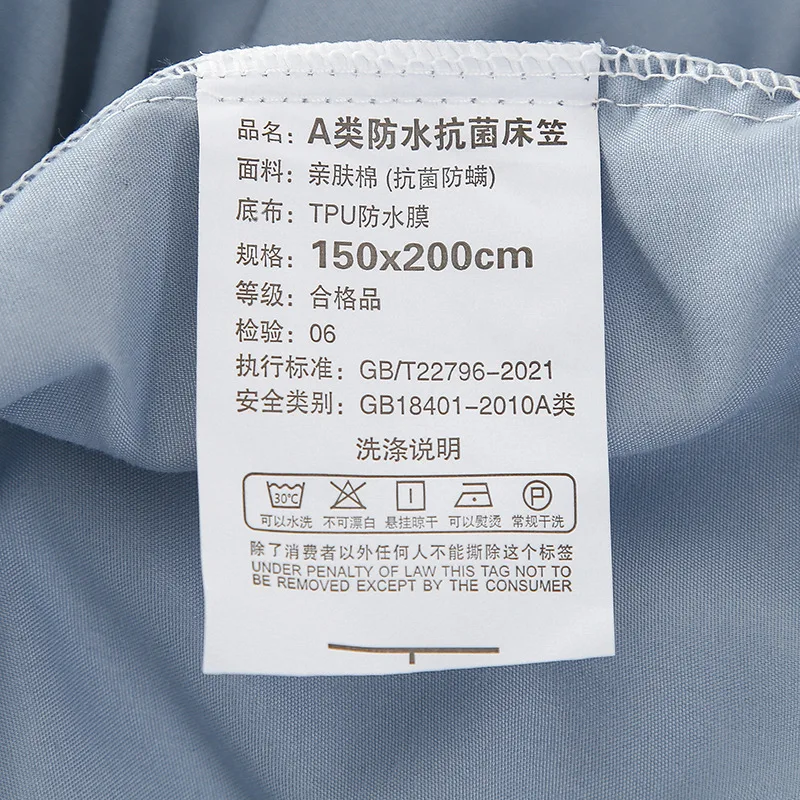 品名：A类防水抗菌床笠
面料：亲肤棉 (抗菌防螨)
底布：TPU防水膜
规格：150x200cm
等级：合格品
检验：06
执行标准：GB/T22796-2021
安全类别：GB18401-2010A类
洗涤说明
30℃ P
可以水洗 不可漂白 悬挂晾干 可以熨烫 常规干洗
除了消费者以外任何人不能撕除这个标签
UNDER PENALTY OF LAW THIS TAG NOT TO
BE REMOVED EXCEPT BY THE CONSUMER